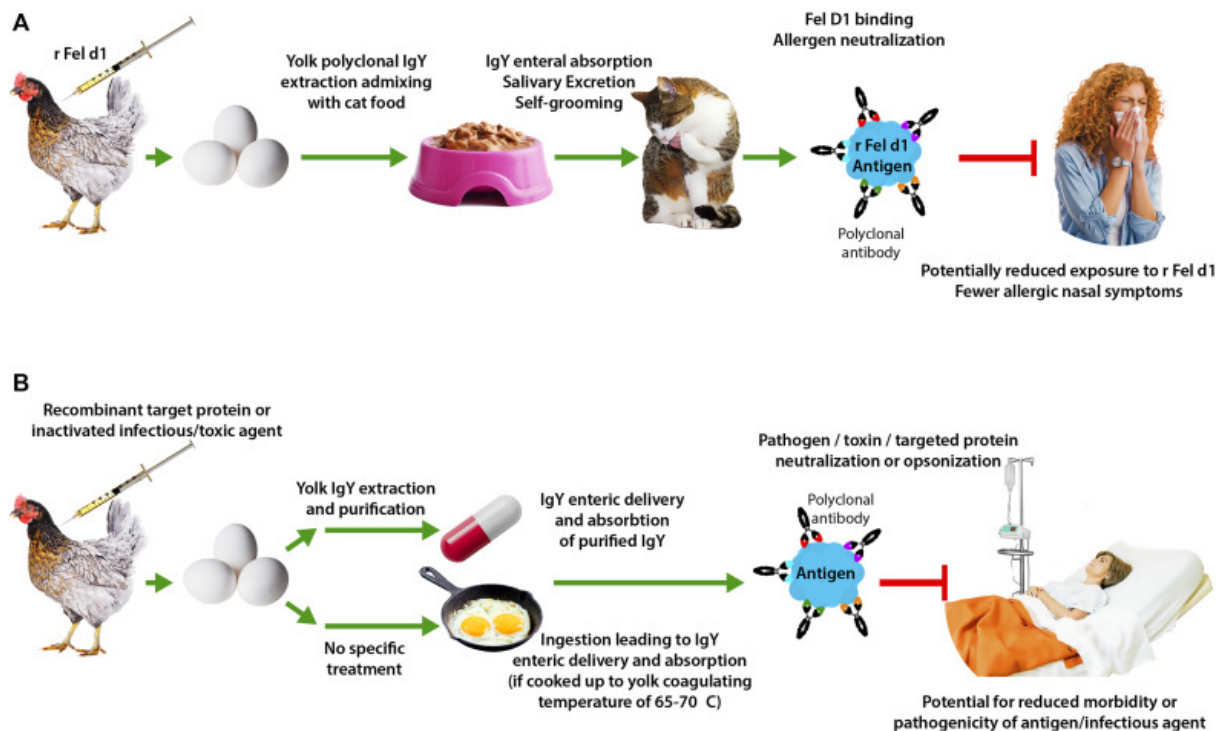 A
r Fel d1
Yolk polyclonal IgY
extraction admixing
with cat food
IgY enteral absorption
Salivary Excretion
Self-grooming
Fel D1 binding
Allergen neutralization
r Fel d1
Antigen
Polyclonal
antibody
Potentially reduced exposure to r Fel d1
Fewer allergic nasal symptoms
B
Recombinant target protein or
inactivated infectious/toxic agent
Yolk IgY extraction
and purification
No specific
treatment
IgY enteric delivery
and absorbtion
of purified IgY
Ingestion leading to IgY
enteric delivery and absorption
(if cooked up to yolk coagulating
temperature of 65-70 C)
Pathogen / toxin / targeted protein
neutralization or opsonization
Polyclonal
antibody
Antigen
Potential for reduced morbidity or
pathogenicity of antigen/infectious agent